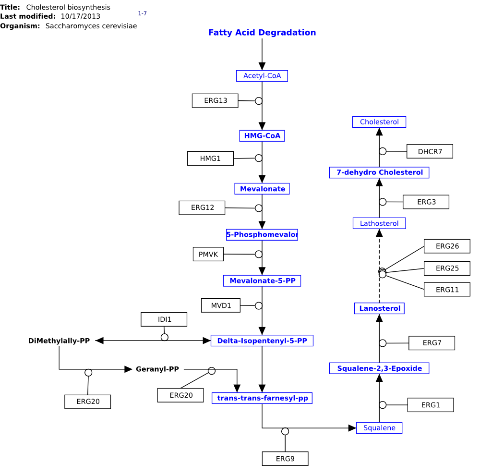 Title: Cholesterol biosynthesis
Last modified: 10/17/2013 1-7
Organism: Saccharomyces cerevisiae
Fatty Acid Degradation
Acetyl-CoA
ERG13
HMG-CoA
HMG1
Mevalonate
ERG12
5-Phosphomevalon
PMVK
Mevalonate-5-PP
MVD1
IDI1
DiMethylally-PP
Delta-Isopentenyl-5-PP
Geranyl-PP
ERG20
ERG20
trans-trans-farnesyl-pp
ERG9
Squalene
ERG1
Squalene-2,3-Epoxide
ERG7
Lanosterol
ERG26
ERG25
ERG11
Lathosterol
ERG3
7-dehydro Cholesterol
DHCR7
Cholesterol